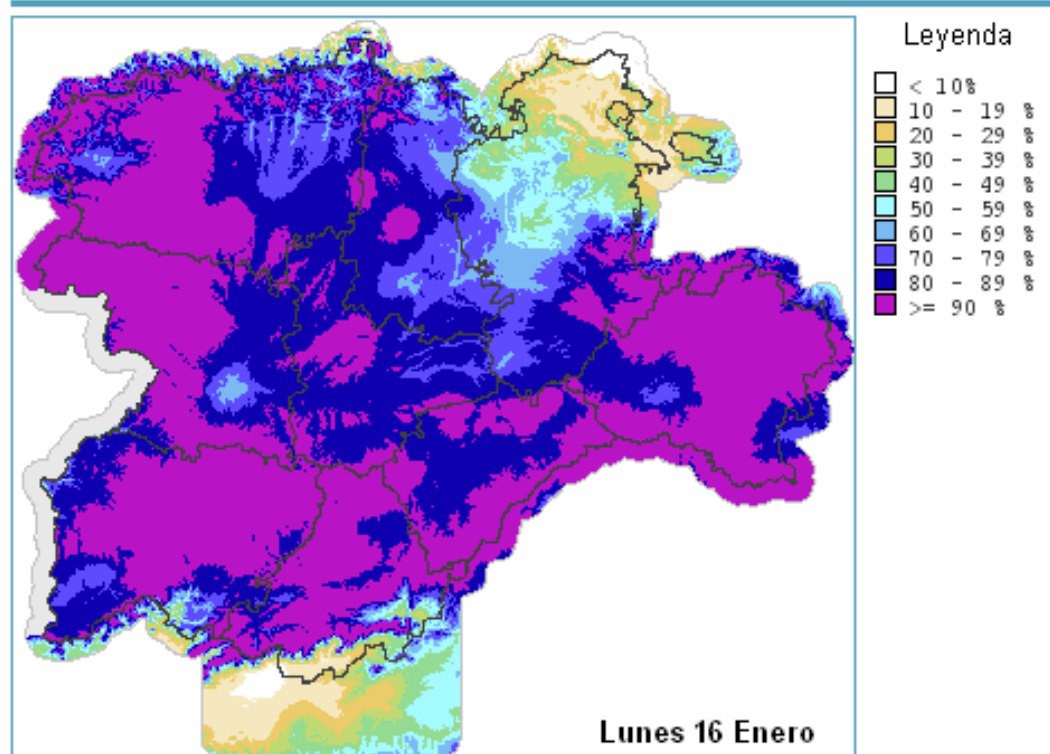 Leyenda
< 10%
10 - 19 %
20 - 29 %
30 - 39 %
40 - 49 %
50 - 59 %
60 - 69 %
70 - 79 %
80 - 89 %
>= 90 %
Lunes 16 Enero